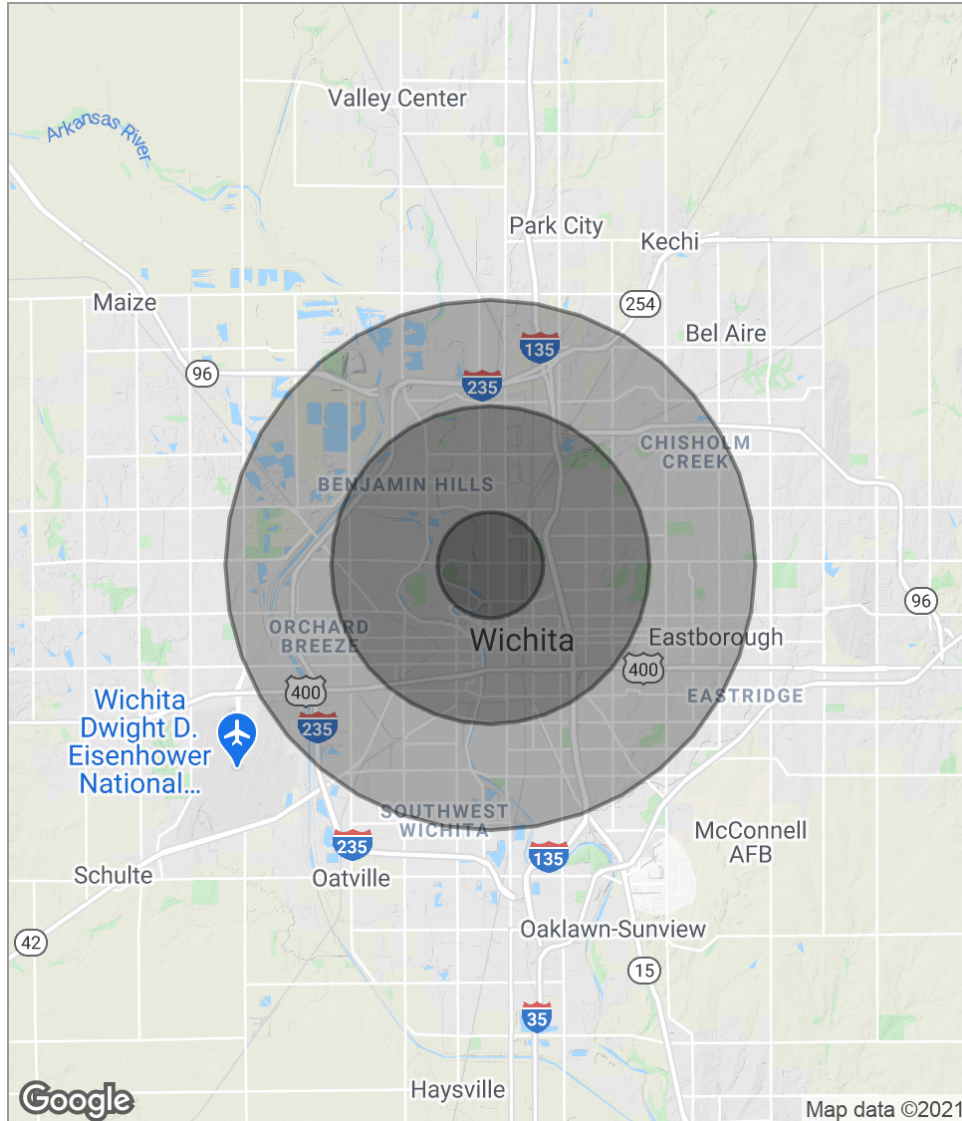 Valley Center
Arkansas
River
Park City
Kechi
Maize
254
Bel Aire
135
96
235
CHISHOLM
CREEK
BENJAMIN HILLS
96
ORCHARD
BREEZE
Wichita
Eastborough
400
EASTRIDGE
400
235
Wichita
Dwight D.
Eisenhower
National...
SOUTHWEST
WICHITA
McConnell
AFB
235
135
Schulte
Oatville
Oaklawn-Sunview
42
15
35
Haysville
Google
Map data ©2021